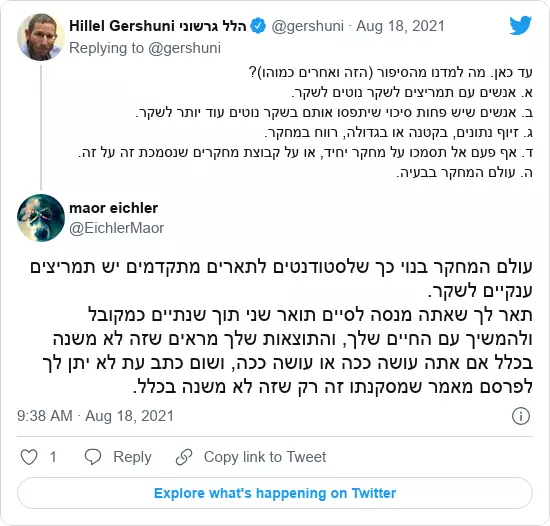 Hillel Gershuni הלל גרשוני @gershuni · Aug 18, 2021
Replying to @gershuni
עד כאן. מה למדנו מהסיפור (הזה ואחרים כמוהו)?
א. אנשים עם תמריצים לשקר נוטים לשקר.
ב. אנשים שיש פחות סיכוי שיתפסו אותם בשקר נוטים עוד יותר לשקר.
ג. זיוף נתונים, בקטנה או בגדולה, רווח במחקר.
ד. אף פעם אל תסמכו על מחקר יחיד, או על קבוצת מחקרים שנסמכת זה על זה.
ה. עולם המחקר בבעיה.
maor eichler
@EichlerMaor
עולם המחקר בנוי כך שלסטודנטים לתארים מתקדמים יש תמריצים
ענקיים לשקר.
תאר לך שאתה מנסה לסיים תואר שני תוך שנתיים כמקובל
ולהמשיך עם החיים שלך, והתוצאות שלך מראים שזה לא משנה
בכלל אם אתה עושה ככה או עושה ככה, ושום כתב עת לא יתן לך
לפרסם מאמר שמסקנתו זה רק שזה לא משנה בכלל.
9:38 AM · Aug 18, 2021
1 Reply Copy link to Tweet
Explore what's happening on Twitter